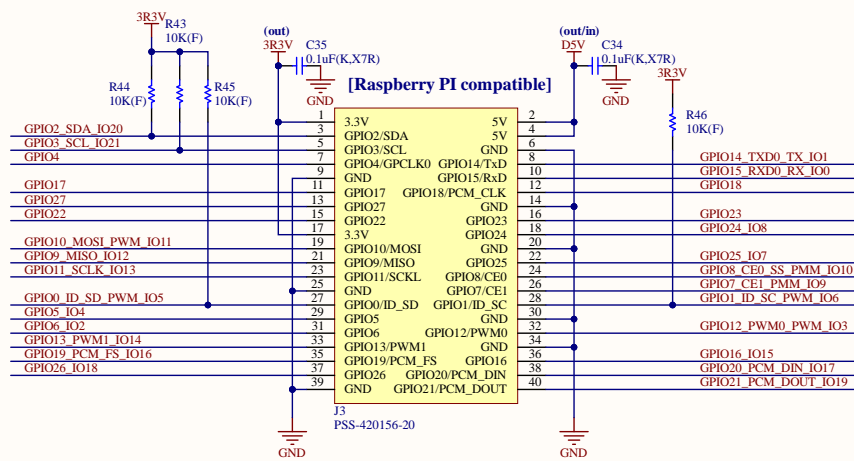 3R3V
R43
10K(F)
R44
10K(F)
R45
10K(F)
(out)
3R3V
C35
0.1uF(K,X7R)
GND
(out/in)
D5V
C34
0.1uF(K,X7R)
GND
3R3V
R46
10K(F)
[Raspberry PI compatible]
1 3.3V 5V 2
GPIO2_SDA_IO20 3 GPIO2/SDA 5V 4
GPIO3_SCL_IO21 5 GPIO3/SCL GND 6
GPIO4 7 GPIO4/GPCLK0 GPIO14/TxD 8 GPIO14_TXD0_TX_IO1
9 GND GPIO15/RxD 10 GPIO15_RXD0_RX_IO0
GPIO17 11 GPIO17 GPIO18/PCM_CLK 12 GPIO18
GPIO27 13 GPIO27 GND 14
GPIO22 15 GPIO22 GPIO23 16 GPIO23
17 3.3V GPIO24 18 GPIO24_IO8
GPIO10_MOSI_PWM_IO11 19 GPIO10/MOSI GND 20
GPIO9_MISO_IO12 21 GPIO9/MISO GPIO25 22 GPIO25_IO7
GPIO11_SCLK_IO13 23 GPIO11/SCKL GPIO8/CE0 24 GPIO8_CE0_SS_PMM_IO10
25 GND GPIO7/CE1 26 GPIO7_CE1_PMM_IO9
GPIO0_ID_SD_PWM_IO5 27 GPIO0/ID_SD GPIO1/ID_SC 28 GPIO1_ID_SC_PWM_IO6
GPIO5_IO4 29 GPIO5 GND 30
GPIO6_IO2 31 GPIO6 GPIO12/PWM0 32 GPIO12_PWM0_PWM_IO3
GPIO13_PWM1_IO14 33 GPIO13/PWM1 GND 34
GPIO19_PCM_FS_IO16 35 GPIO19/PCM_FS GPIO16 36 GPIO16_IO15
GPIO26_IO18 37 GPIO26 GPIO20/PCM_DIN 38 GPIO20_PCM_DIN_IO17
39 GND GPIO21/PCM_DOUT 40 GPIO21_PCM_DOUT_IO19
J3
PSS-420156-20
GND
GND